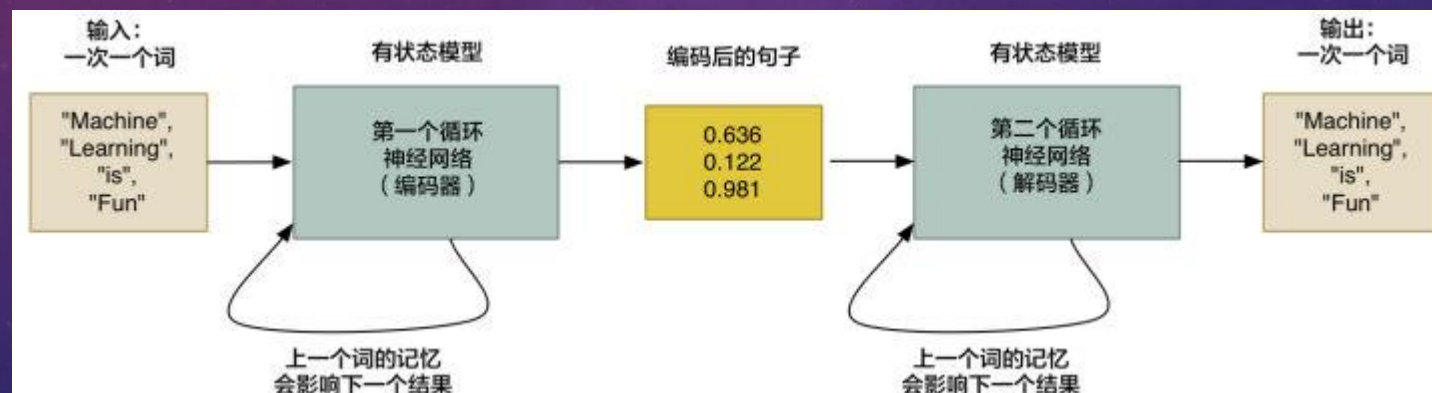 输入：
一次一个词
"Machine",
"Learning",
"is",
"Fun"
有状态模型
第一个循环
神经网络
（编码器）
上一个词的记忆
会影响下一个结果
编码后的句子
0.636
0.122
0.981
有状态模型
第二个循环
神经网络
（解码器）
上一个词的记忆
会影响下一个结果
输出：
一次一个词
"Machine",
"Learning",
"is",
"Fun"